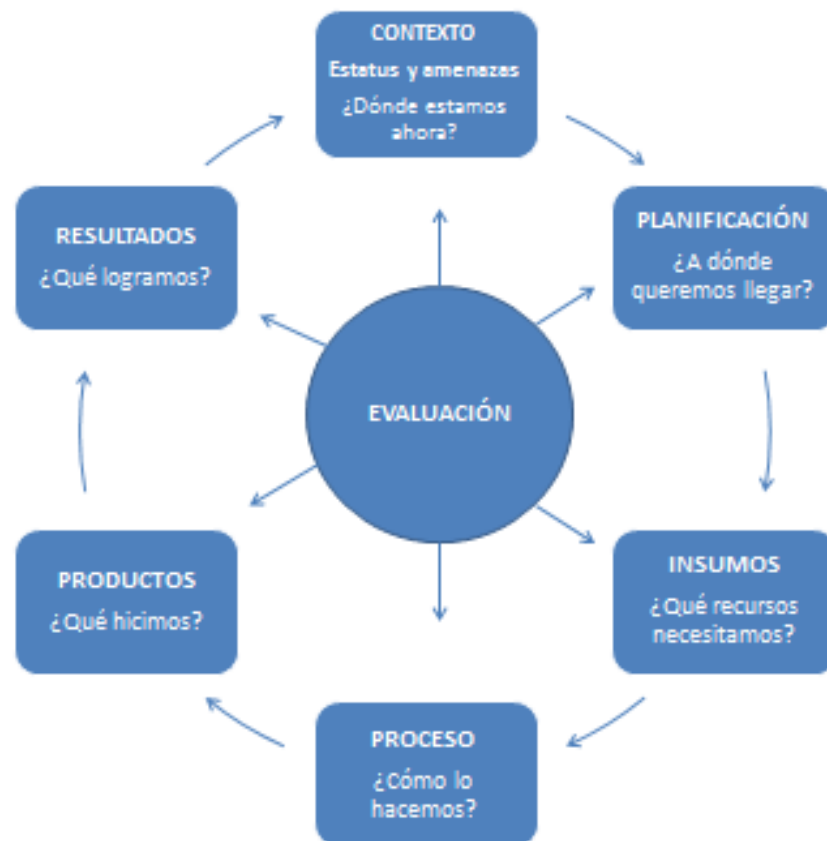 CONTEXTO
Estatus y amenazas
¿Dónde estamos
ahora?
PLANIFICACIÓN
¿A dónde
queremos llegar?
INSUMOS
¿Qué recursos
necesitamos?
PROCESO
¿Cómo lo
hacemos?
PRODUCTOS
¿Qué hicimos?
RESULTADOS
¿Qué logramos?
EVALUACIÓN